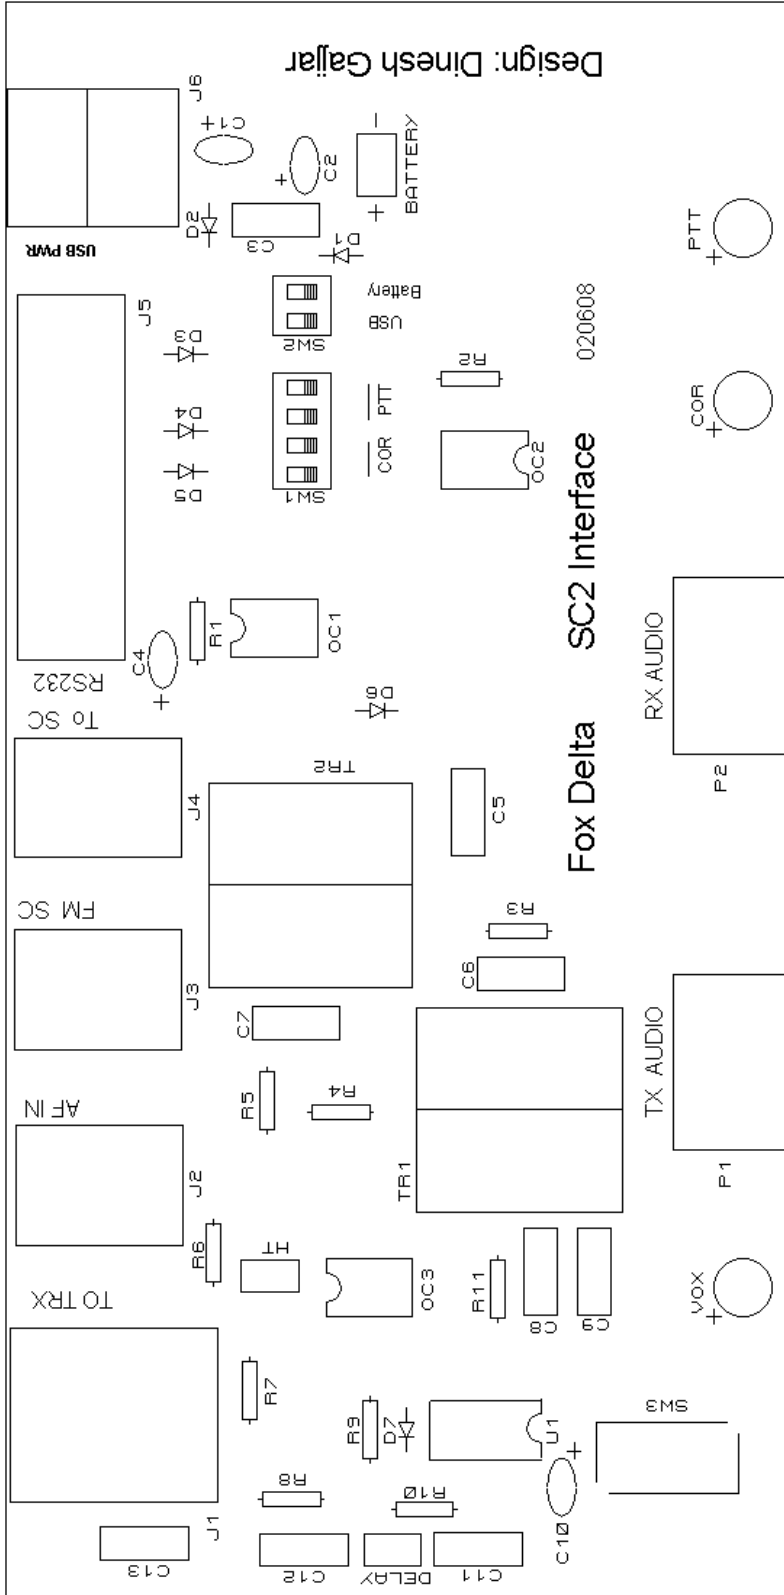 Design: Dinesh Gajjar
J6
+
C1
+
C2
−
BATTERY
+
USB PWR
D2
C3
D1
PTT
+
J5
D3
Battery
USB
SW2
020608
R2
D4
D5
SW1
PTT
COR
OC2
COR
+
RS232
C4
+
R1
OC1
D6
SC2 Interface
Fox Delta
RX AUDIO
P2
To SC
J4
TR2
C5
FM SC
J3
C7
R3
C6
TX AUDIO
P1
AF IN
J2
R5
R4
TR1
R6
HT
OC3
R11
C8
C9
VOX
+
TO TRX
J1
R7
R9
D7
U1
SW3
R8
R10
C10
+
C13
C12
DELAY
C11